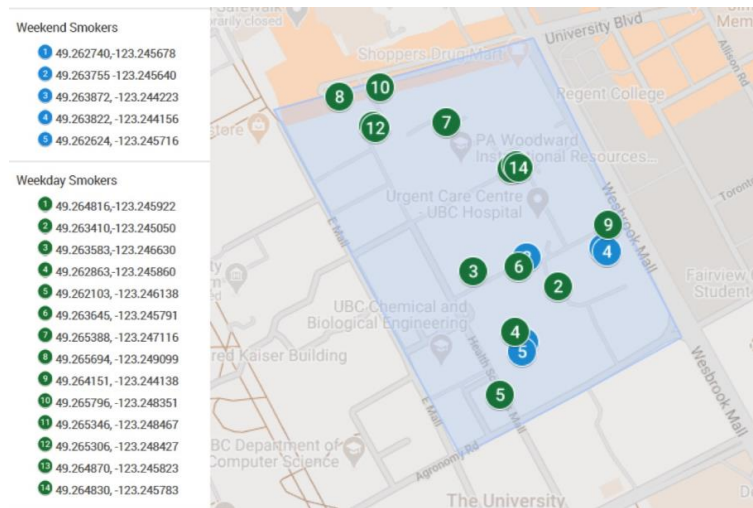 Weekend Smokers
1 49.262740,-123.245678
2 49.263755 -123.245640
3 49.263872, -123.244223
4 49.263822, -123.244156
5 49.262624, -123.245716
Weekday Smokers
1 49.264816,-123.245922
2 49.263410,-123.245050
3 49.263583,-123.246630
4 49.262863,-123.245860
5 49.262103,-123.246138
6 49.263645,-123.245791
7 49.265388,-123.247116
8 49.265694,-123.249099
9 49.264151,-123.244138
10 49.265796,-123.248351
11 49.265346,-123.248467
12 49.265306,-123.248427
13 49.264870,-123.245823
14 49.264830,-123.245783
closed
University Blvd
Mem
Shoppers Drug Mart
Allison Rd
10
8
Regent College
store
12
7
PA Woodward
Instructional Resources...
14
Urgent Care Centre
- UBC Hospital
Toronto
E Mall
Wesbrook Mall
9
4
6
3
2
Fairview
Student
UBC Chemical and
Biological Engineering
4
5
red Kaiser Building
Health Sciences Mall
Wesbrook Mall
5
E Mall
BC Department of
Computer Science
Agronomy Rd
The University